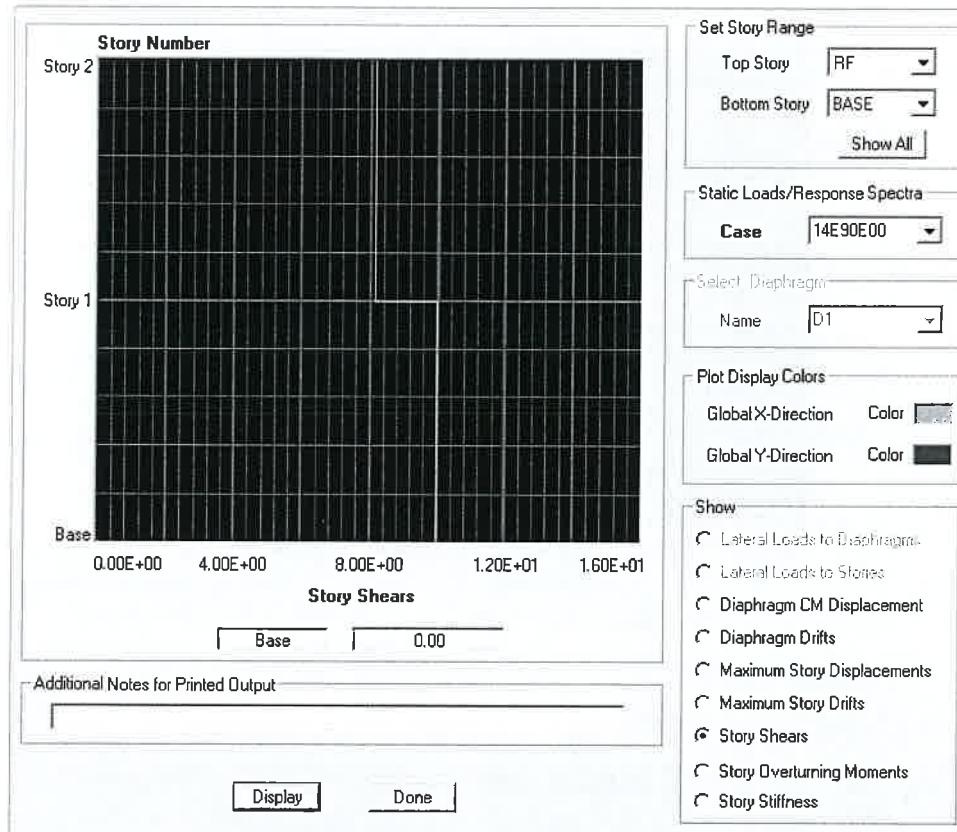 Story Number
Story 2
Story 1
Base
0.00E+00 4.00E+00 8.00E+00 1.20E+01 1.60E+01
Story Shears
Base 0.00
Additional Notes for Printed Output
Display Done
Set Story Range
Top Story RF
Bottom Story BASE
Show All
Static Loads/Response Spectra
Case 14E90E00
Select Diaphragm
Name D1
Plot Display Colors
Global X-Direction Color
Global Y-Direction Color
Show
Lateral Loads to Diaphragms
Lateral Loads to Stories
Diaphragm CM Displacement
Diaphragm Drifts
Maximum Story Displacements
Maximum Story Drifts
Story Shears
Story Overturning Moments
Story Stiffness